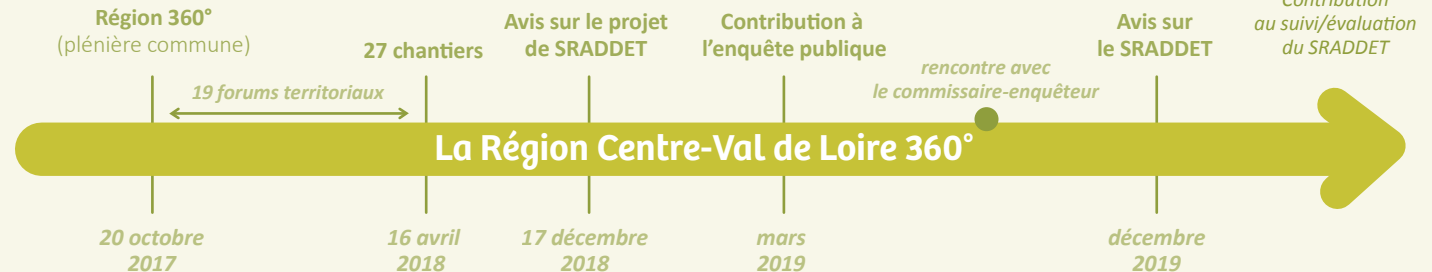 Région 360°
(plénière commune)
19 forums territoriaux
27 chantiers
Avis sur le projet
de SRADDET
Contribution à
l'enquête publique
rencontre avec
le commissaire-enquêteur
Avis sur
le SRADDET
Contribution
au suivi/évaluation
du SRADDET
La Région Centre-Val de Loire 360°
20 octobre
2017
16 avril
2018
17 décembre
2018
mars
2019
décembre
2019